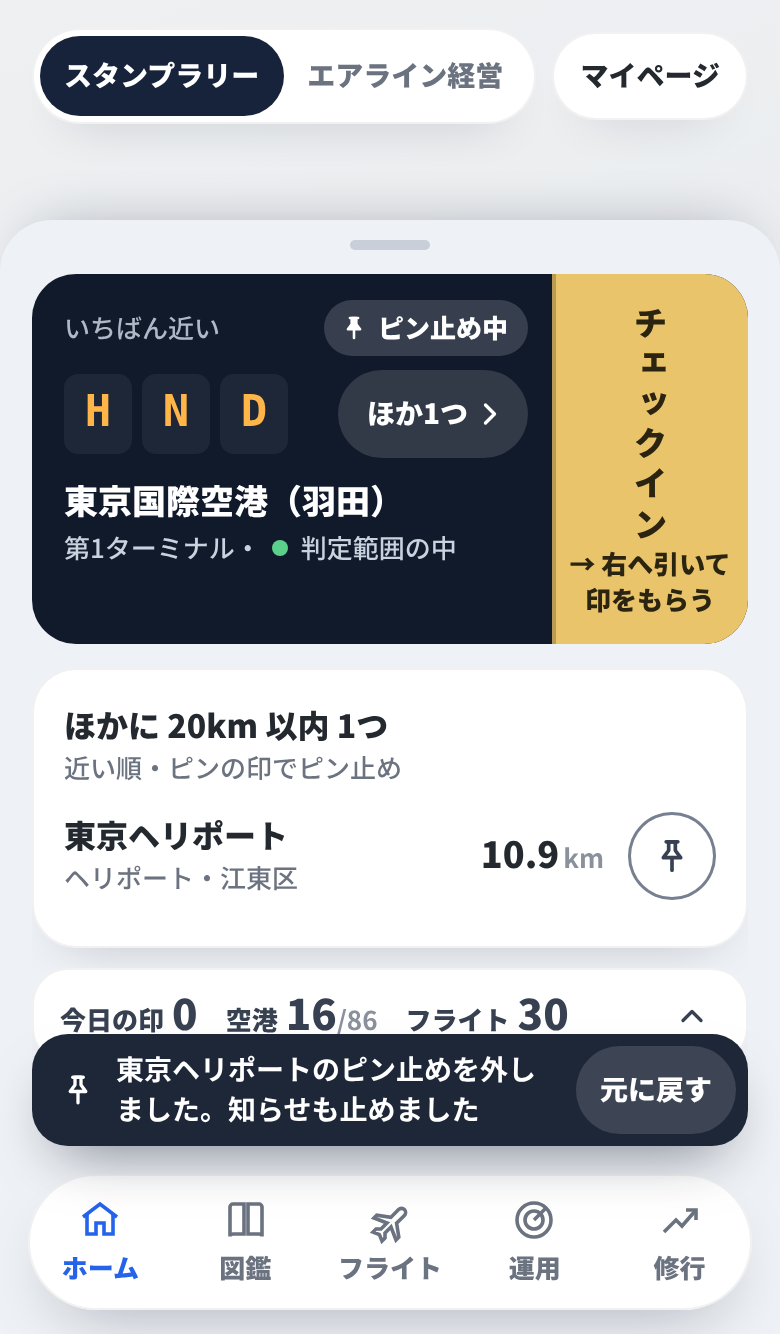 スタンプラリー
エアライン経営
マイページ
いちばん近い
ピン止め中
H N D
ほか1つ
東京国際空港（羽田）
第1ターミナル・ 判定範囲の中
チェックイン
→ 右へ引いて
印をもらう
ほかに 20km 以内 1つ
近い順・ピンの印でピン止め
東京ヘリポート
ヘリポート・江東区
10.9 km
今日の印 0 空港 16/86 フライト 30
東京ヘリポートのピン止めを外し
ました。知らせも止めました
元に戻す
ホーム
図鑑
フライト
運用
修行